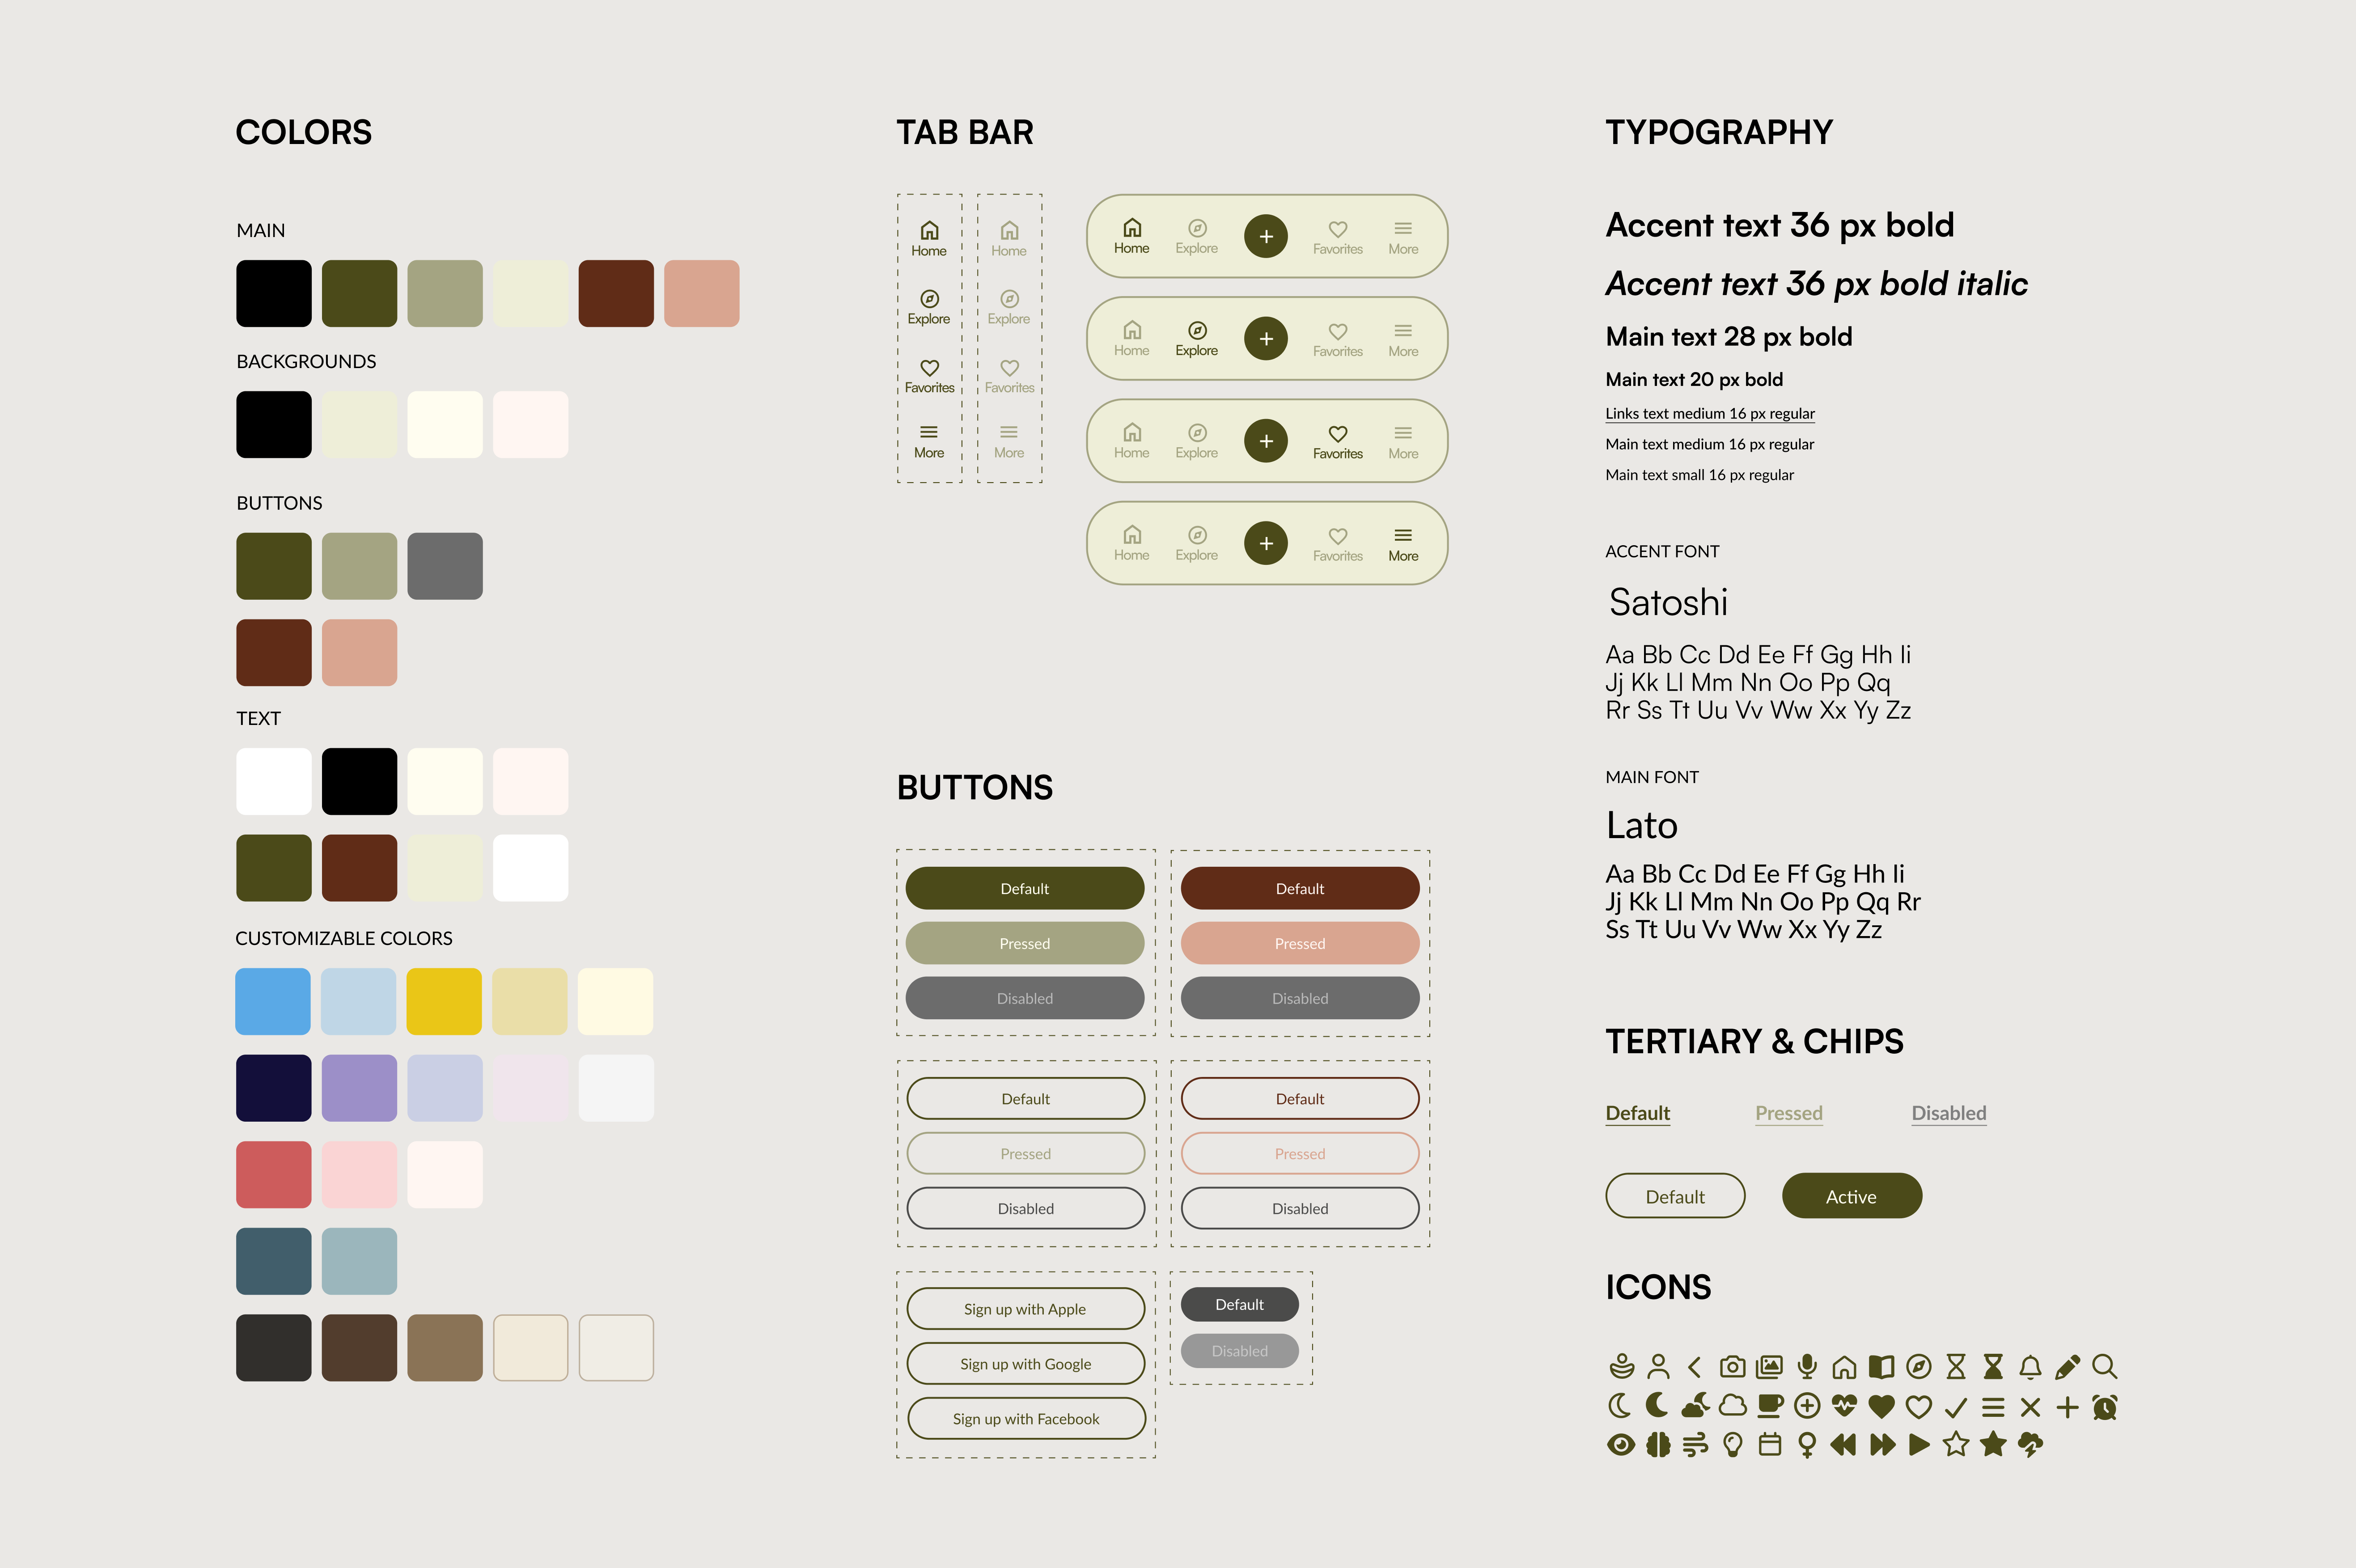 COLORS
MAIN
BACKGROUNDS
BUTTONS
TEXT
CUSTOMIZABLE COLORS
TAB BAR
Home
Explore
Favorites
More
Home
Explore
Favorites
More
Home Explore + Favorites More
Home Explore + Favorites More
Home Explore + Favorites More
Home Explore + Favorites More
BUTTONS
Default
Pressed
Disabled
Default
Pressed
Disabled
Default
Pressed
Disabled
Default
Pressed
Disabled
Sign up with Apple
Sign up with Google
Sign up with Facebook
Default
Disabled
TYPOGRAPHY
Accent text 36 px bold
Accent text 36 px bold italic
Main text 28 px bold
Main text 20 px bold
Links text medium 16 px regular
Main text medium 16 px regular
Main text small 16 px regular
ACCENT FONT
Satoshi
Aa Bb Cc Dd Ee Ff Gg Hh Ii
Jj Kk Ll Mm Nn Oo Pp Qq
Rr Ss Tt Uu Vv Ww Xx Yy Zz
MAIN FONT
Lato
Aa Bb Cc Dd Ee Ff Gg Hh Ii
Jj Kk Ll Mm Nn Oo Pp Qq Rr
Ss Tt Uu Vv Ww Xx Yy Zz
TERTIARY & CHIPS
Default Pressed Disabled
Default Active
ICONS